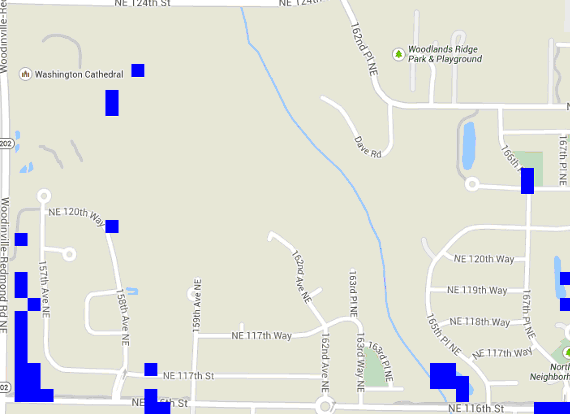 NE 124th St
NE 124th
Woodinville-Red
162nd Pl NE
Woodlands Ridge
Park & Playground
Washington Cathedral
202
Dave Rd
166th
167th Pl NE
NE 120th Way
Woodinville-Redmond Rd NE
157th Ave NE
158th Ave NE
159th Ave NE
162nd Ave NE
163rd Pl NE
NE 120th Way
NE 119th Way
NE 118th Way
NE 117th Way
165th Pl NE
167th Pl NE
NE 117th Way
162nd Ave NE
163rd Way NE
163rd Pl NE
North
Neighborh
NE 117th St
202
NE 116th St
NE 116th St